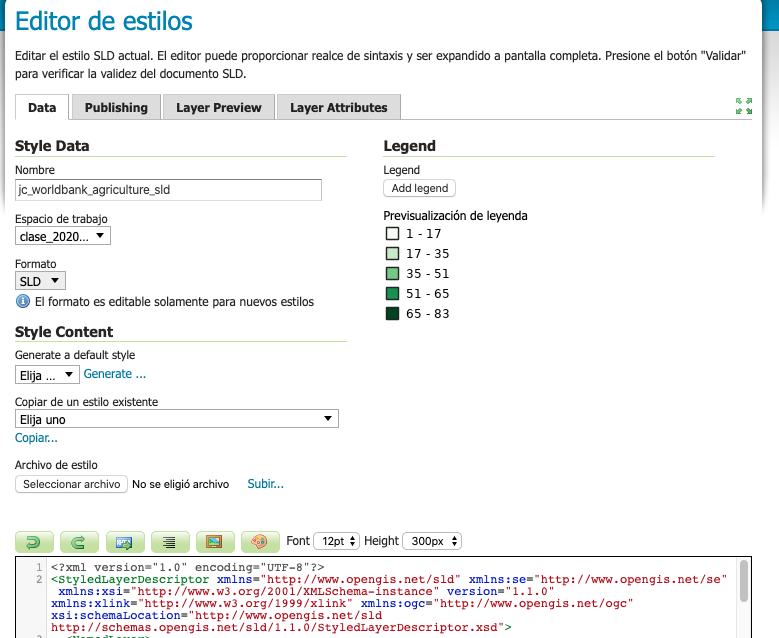 Editor de estilos
Editar el estilo SLD actual. El editor puede proporcionar realce de sintaxis y ser expandido a pantalla completa. Presione el botón "Validar"
para verificar la validez del documento SLD.
Data Publishing Layer Preview Layer Attributes
Style Data
Nombre
jc_worldbank_agriculture_sld
Espacio de trabajo
clase_2020...
Formato
SLD
El formato es editable solamente para nuevos estilos
Style Content
Generate a default style
Elija ... Generate ...
Copiar de un estilo existente
Elija uno
Copiar...
Archivo de estilo
Seleccionar archivo No se eligió archivo Subir...
Legend
Legend
Add legend
Previsualización de leyenda
1 - 17
17 - 35
35 - 51
51 - 65
65 - 83
Font 12pt Height 300px
1 <?xml version="1.0" encoding="UTF-8"?>
2 <StyledLayerDescriptor xmlns="http://www.opengis.net/sld" xmlns:se="http://www.opengis.net/se"
xmlns:xsi="http://www.w3.org/2001/XMLSchema-instance" version="1.1.0"
xmlns:xlink="http://www.w3.org/1999/xlink" xmlns:ogc="http://www.opengis.net/ogc"
xsi:schemaLocation="http://www.opengis.net/sld
http://schemas.opengis.net/sld/1.1.0/StyledLayerDescriptor.xsd">